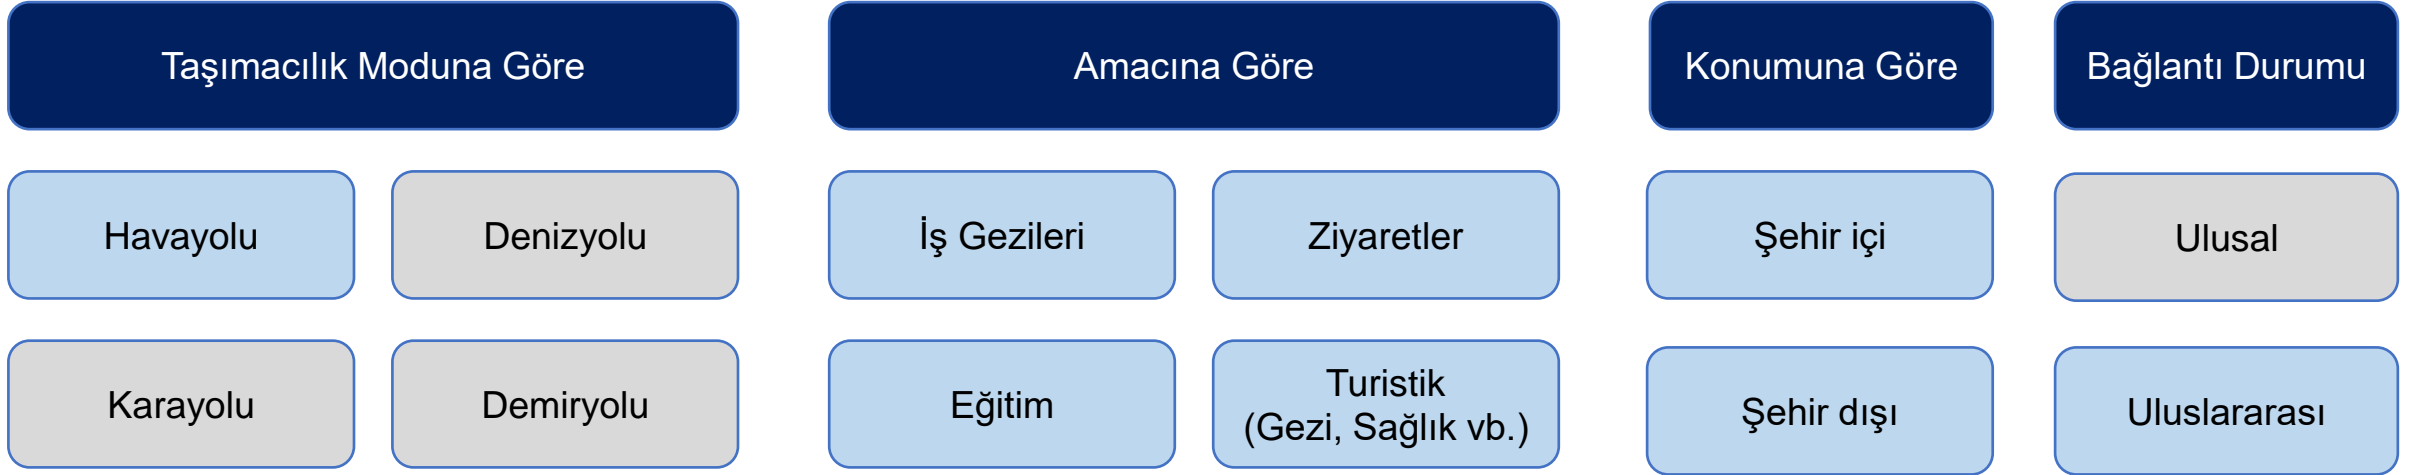 Taşımacılık Moduna Göre
Havayolu
Denizyolu
Karayolu
Demiryolu
Amacına Göre
İş Gezileri
Ziyaretler
Eğitim
Turistik
(Gezi, Sağlık vb.)
Konumuna Göre
Şehir içi
Şehir dışı
Bağlantı Durumu
Ulusal
Uluslararası